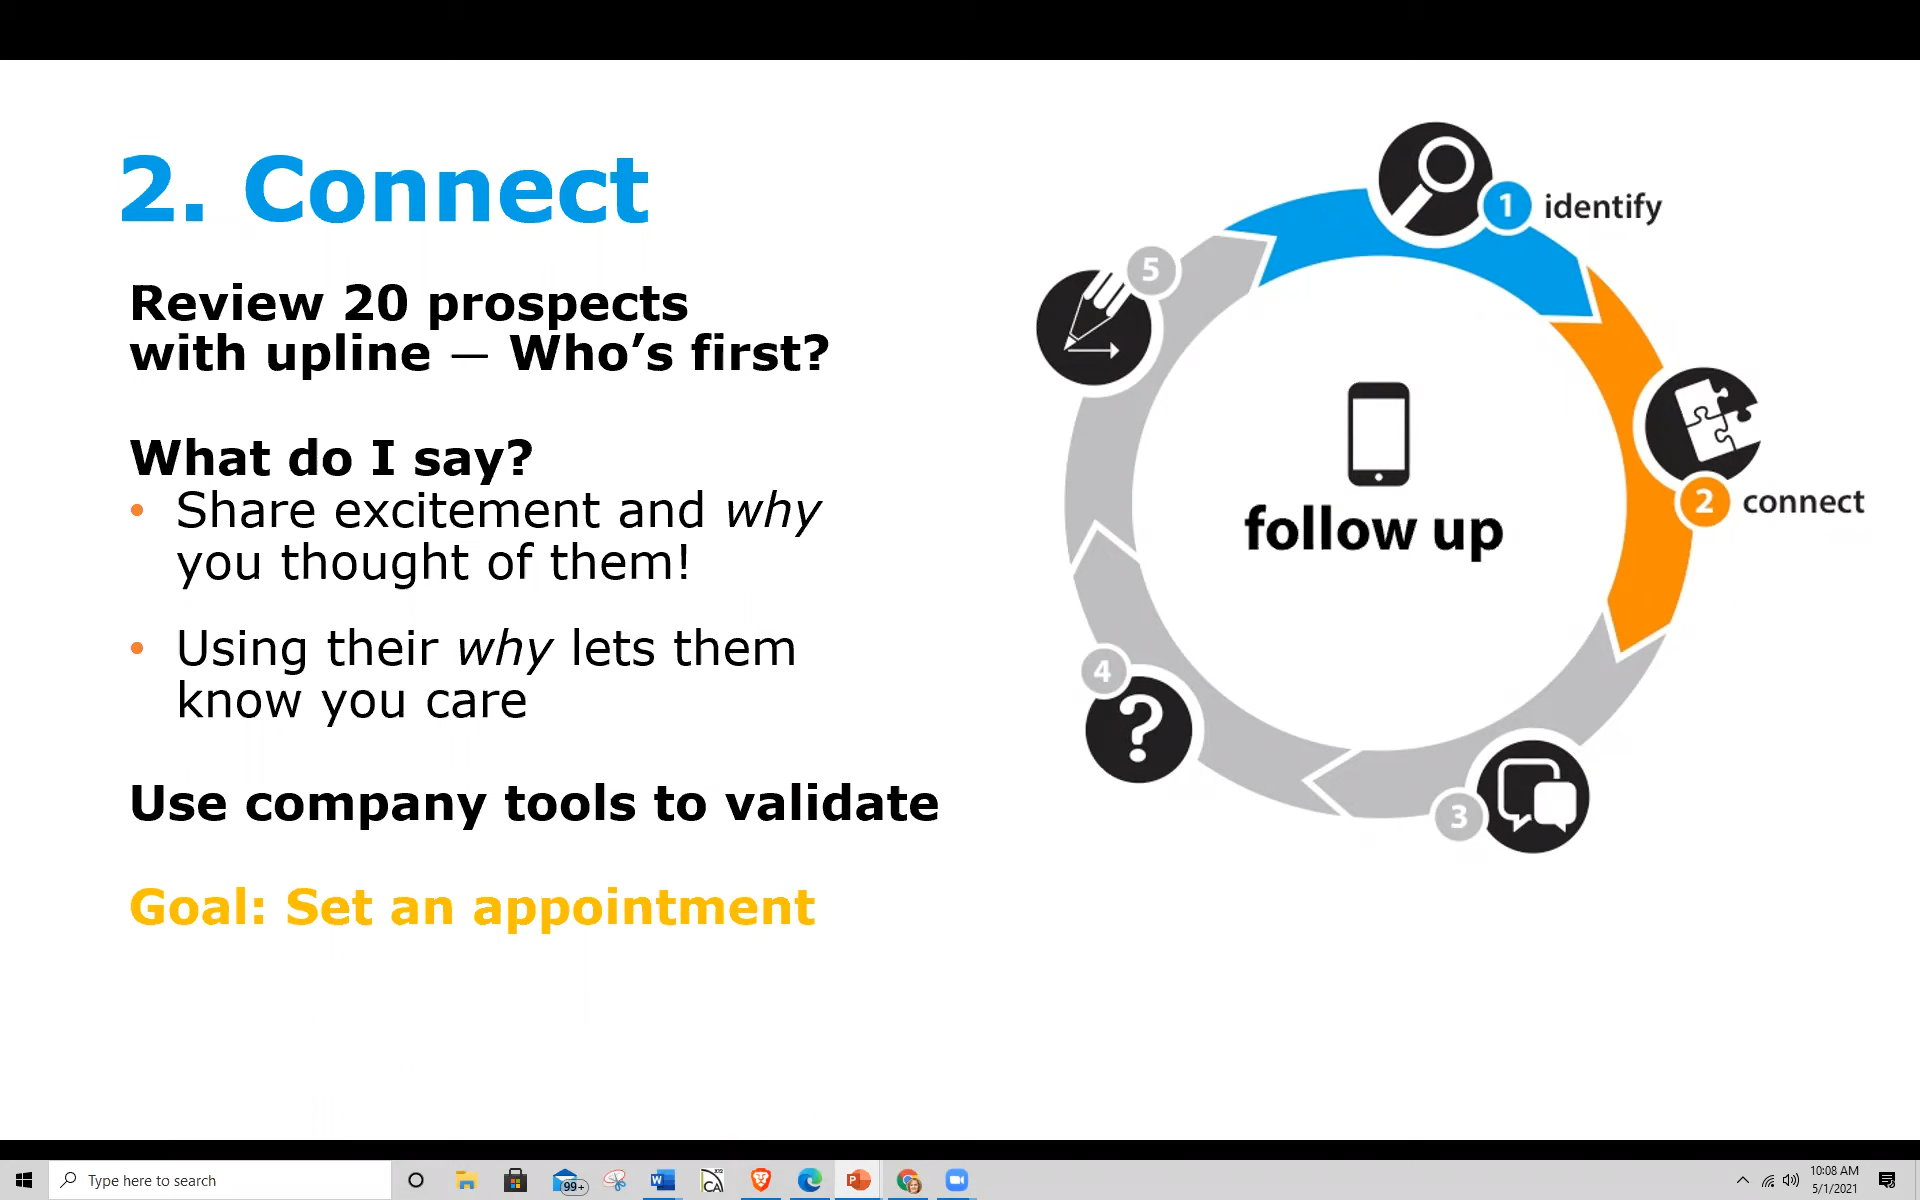 2. Connect
Review 20 prospects
with upline — Who’s first?
What do I say?
• Share excitement and why
you thought of them!
• Using their why lets them
know you care
Use company tools to validate
Goal: Set an appointment
1 identify
2 connect
3
4
?
5
follow up
Type here to search
99+
W
CA
P
10:08 AM
5/1/2021